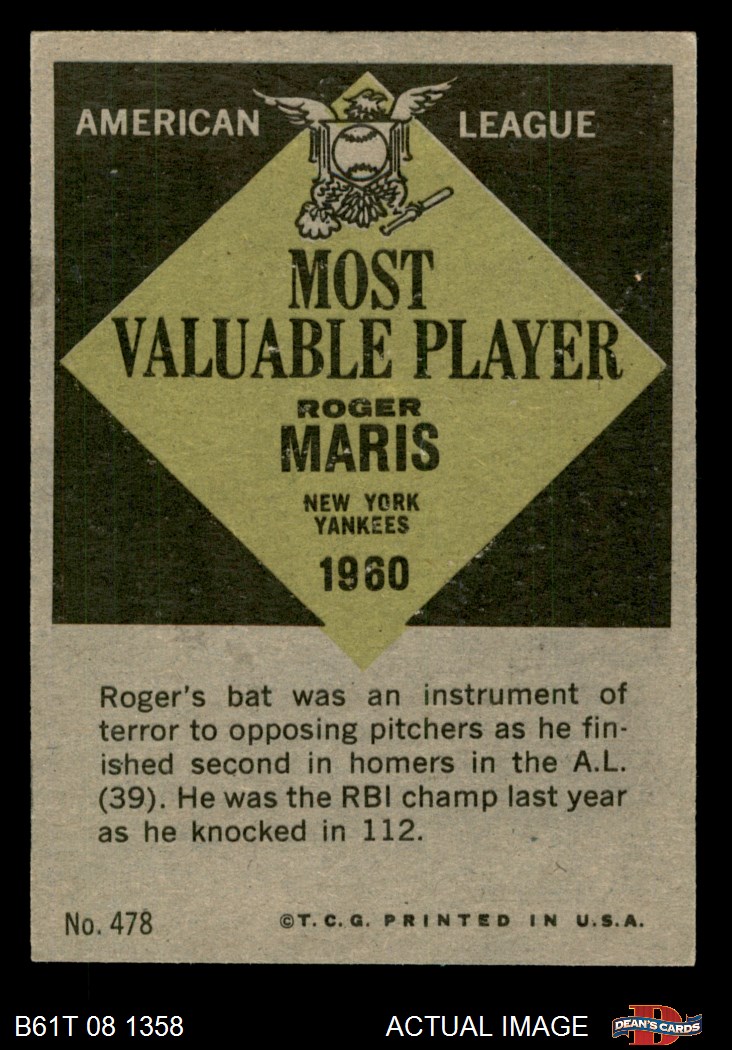 AMERICAN LEAGUE
MOST
VALUABLE PLAYER
ROGER
MARIS
NEW YORK
YANKEES
1960
Roger's bat was an instrument of
terror to opposing pitchers as he fin-
ished second in homers in the A.L.
(39). He was the RBI champ last year
as he knocked in 112.
No. 478 ©T.C.G. PRINTED IN U.S.A.
B61T 08 1358 ACTUAL IMAGE D DEAN'S CARDS